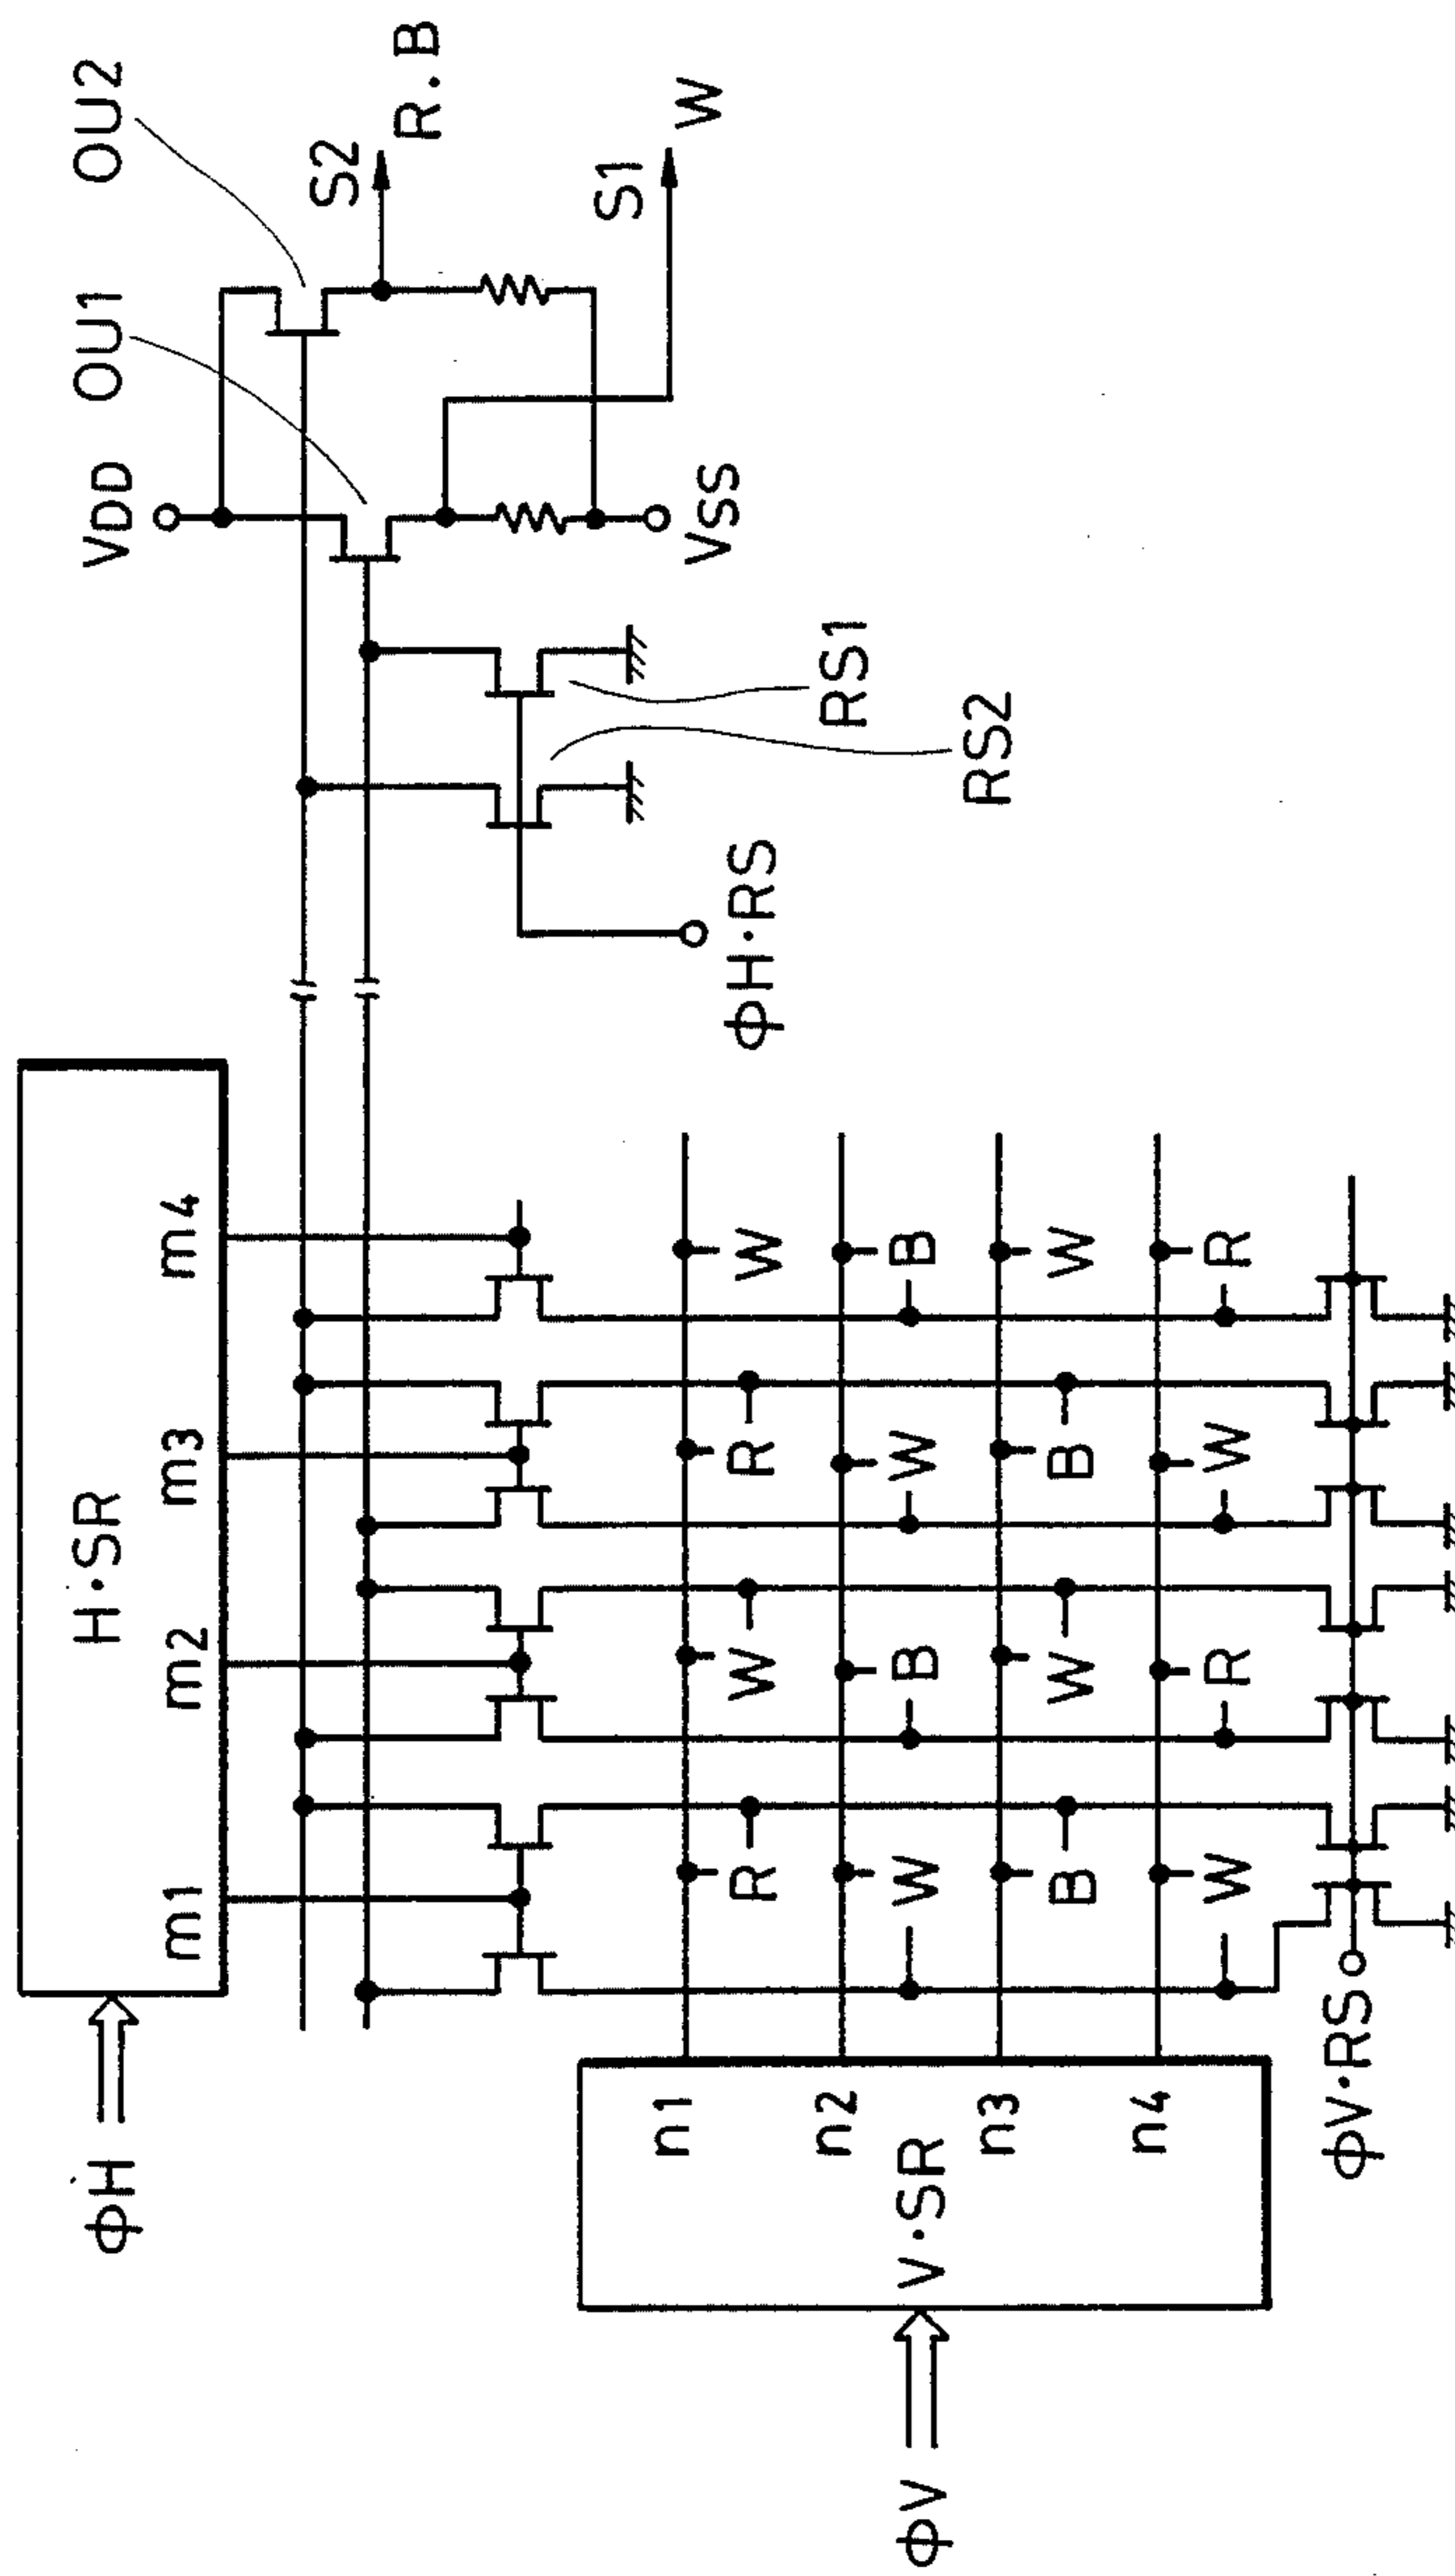 φH
H·SR
VDD
OU1
OU2
m1 m2 m3 m4
S2
R.B
S1
W
n1
VSS
R W R W
φH·RS
n2
RS1
φV
V·SR
W B W B
RS2
n3
B W B W
n4
W R W R
φV·RS